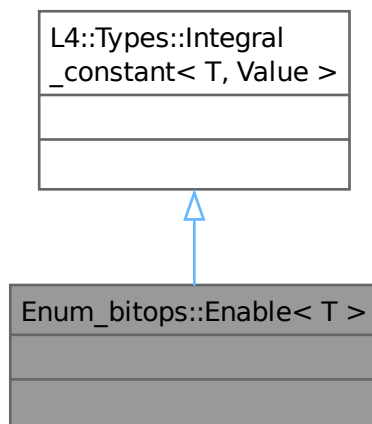 L4::Types::Integral
_constant< T, Value >
Enum_bitops::Enable< T >